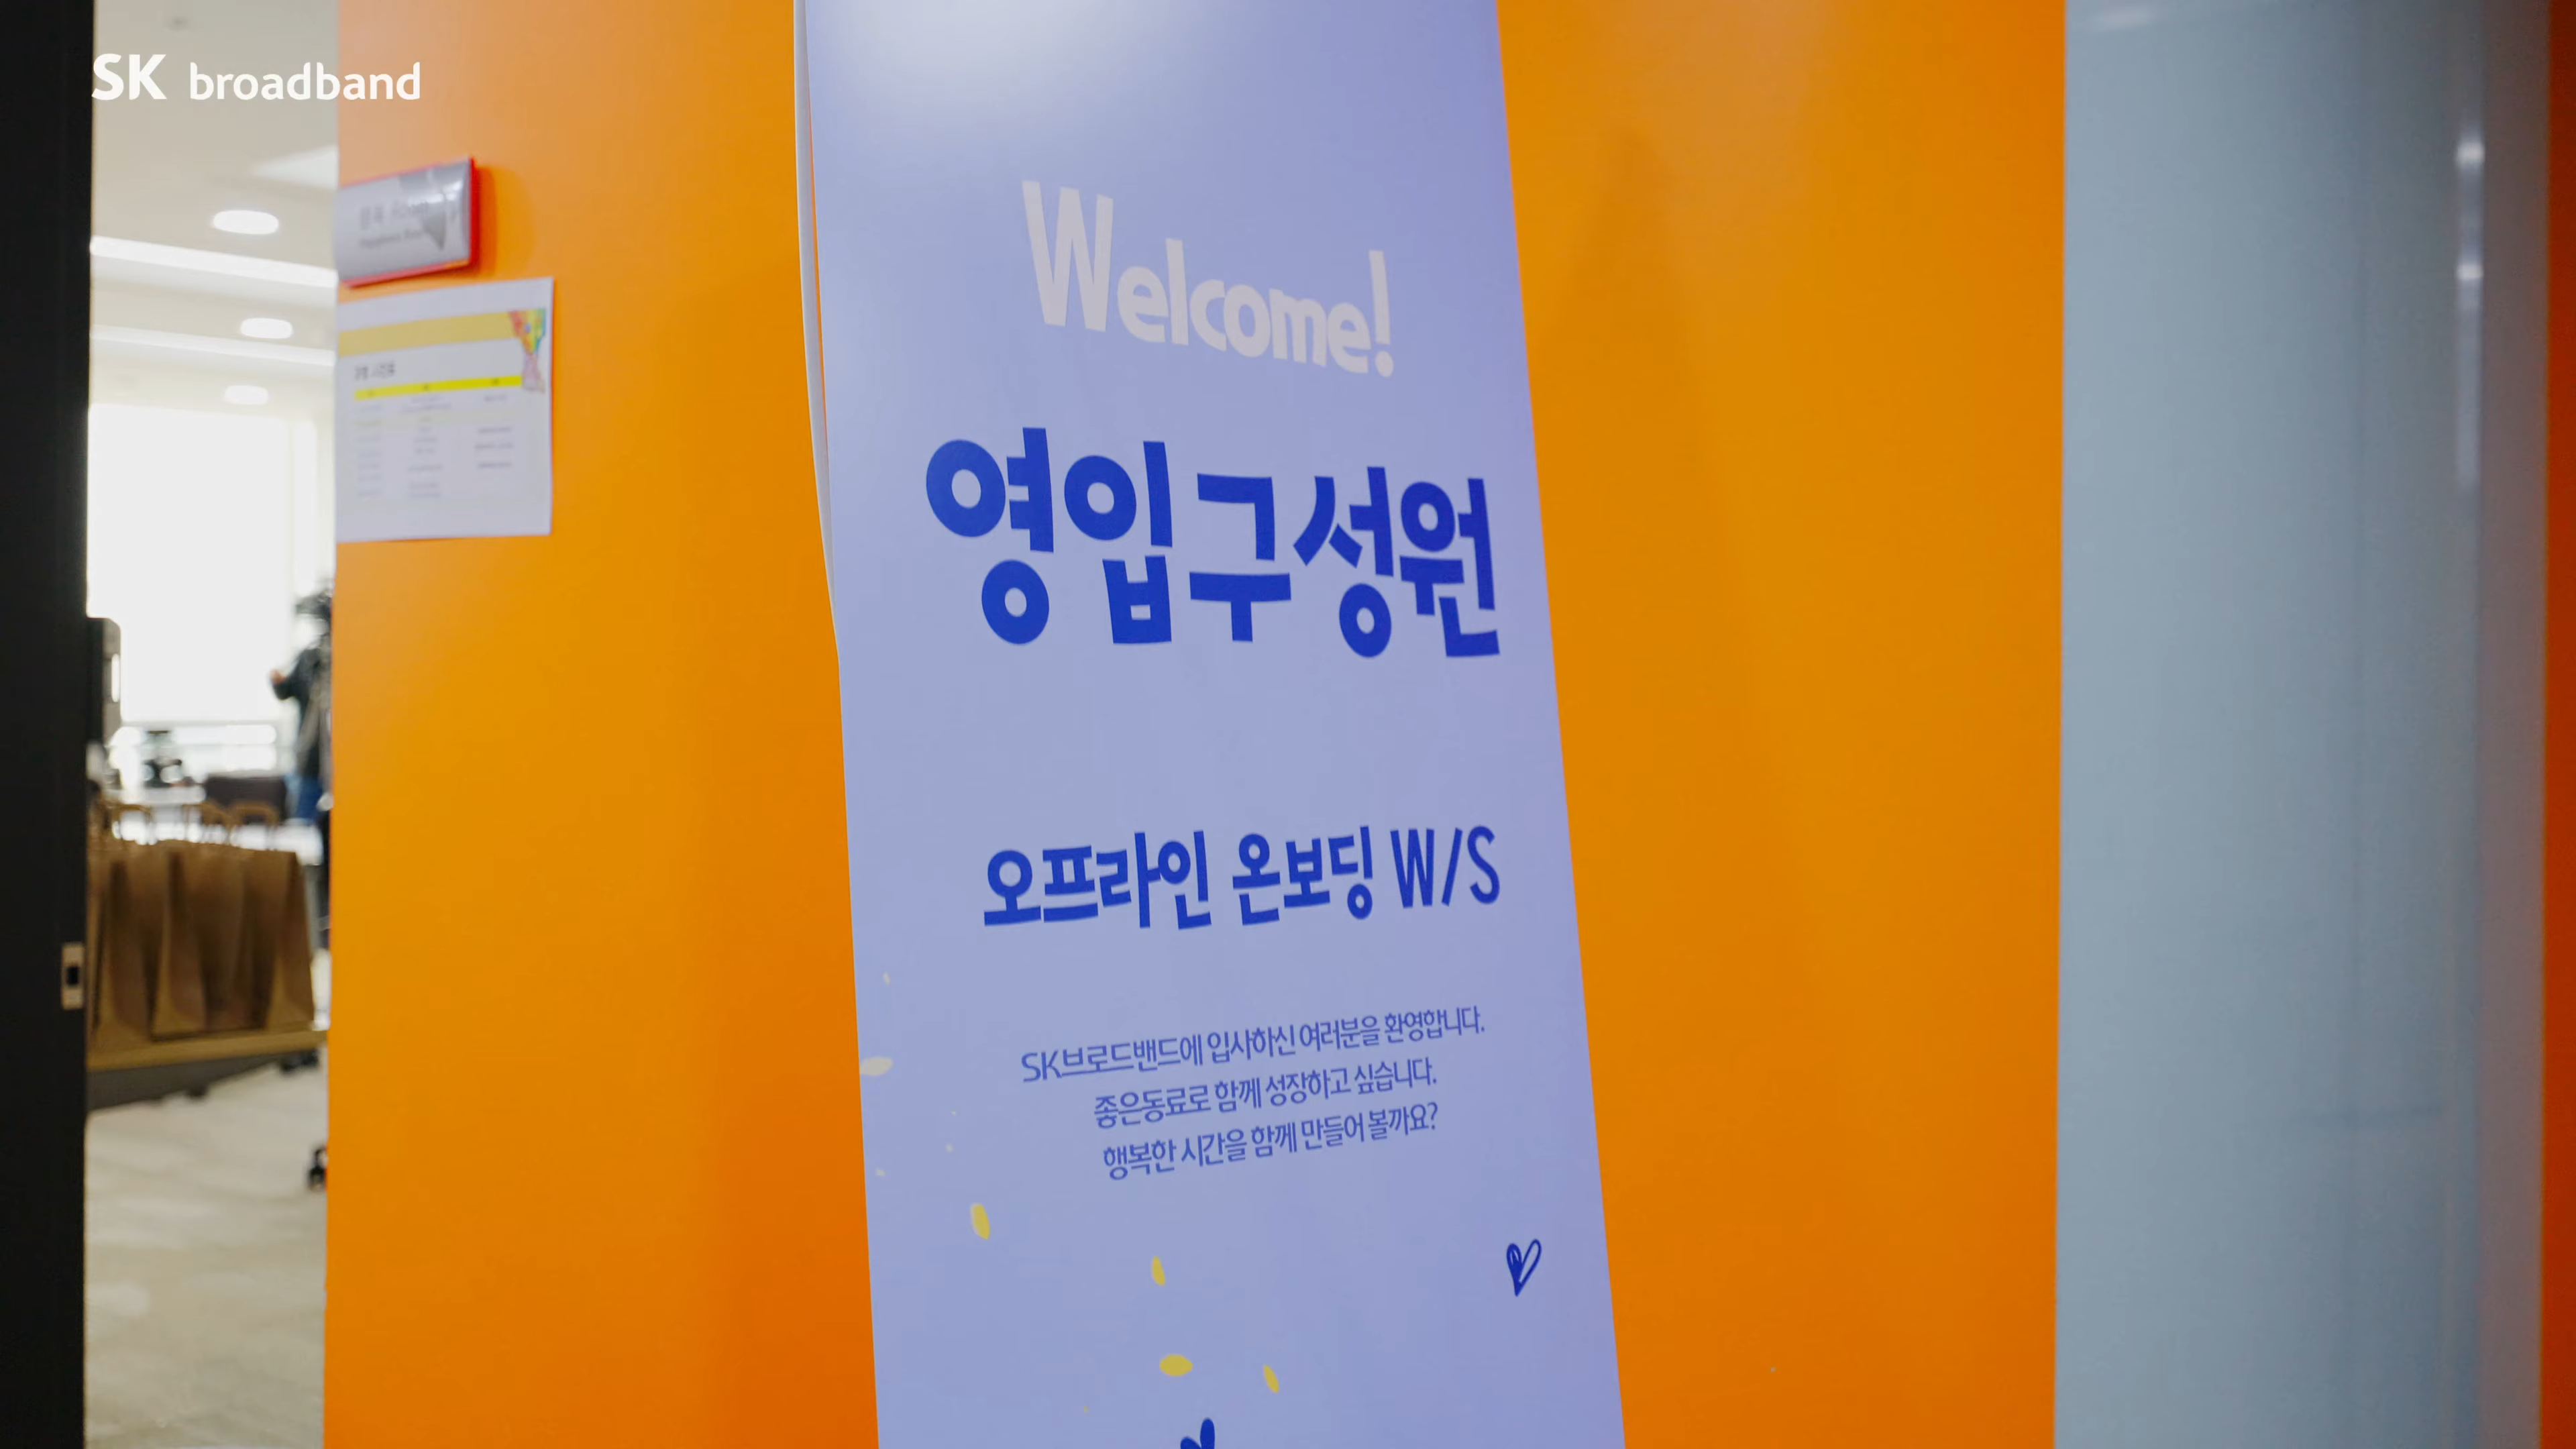 SK broadband
Welcome!
영입구성원
오프라인 온보딩 W/S
SK브로드밴드에 입사하신 여러분을 환영합니다.
좋은동료로 함께 성장하고 싶습니다.
행복한 시간을 함께 만들어 볼까요?